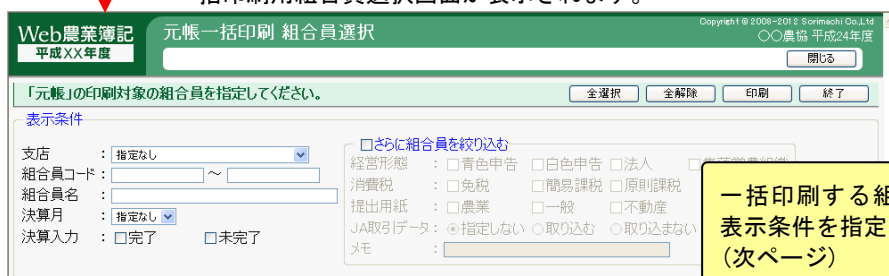 Web農業簿記
平成XX年度
元帳一括印刷 組合員選択
Copyright © 2008-2012 Sorimachi Co.,Ltd
〇〇農協 平成24年度
閉じる
「元帳」の印刷対象の組合員を指定してください。
全選択 全解除 印刷 終了
表示条件
支店 : 指定なし
組合員コード : ~
組合員名 :
決算月 : 指定なし
決算入力 : □完了 □未完了
□さらに組合員を絞り込む
経営形態 : □青色申告 □白色申告 □法人
消費税 : □免税 □簡易課税 □原則課税
提出用紙 : □農業 □一般 □不動産
JA取引データ : ◉指定しない ○取り込む ○取り込まない
メモ :
一括印刷する組
表示条件を指定
(次ページ)